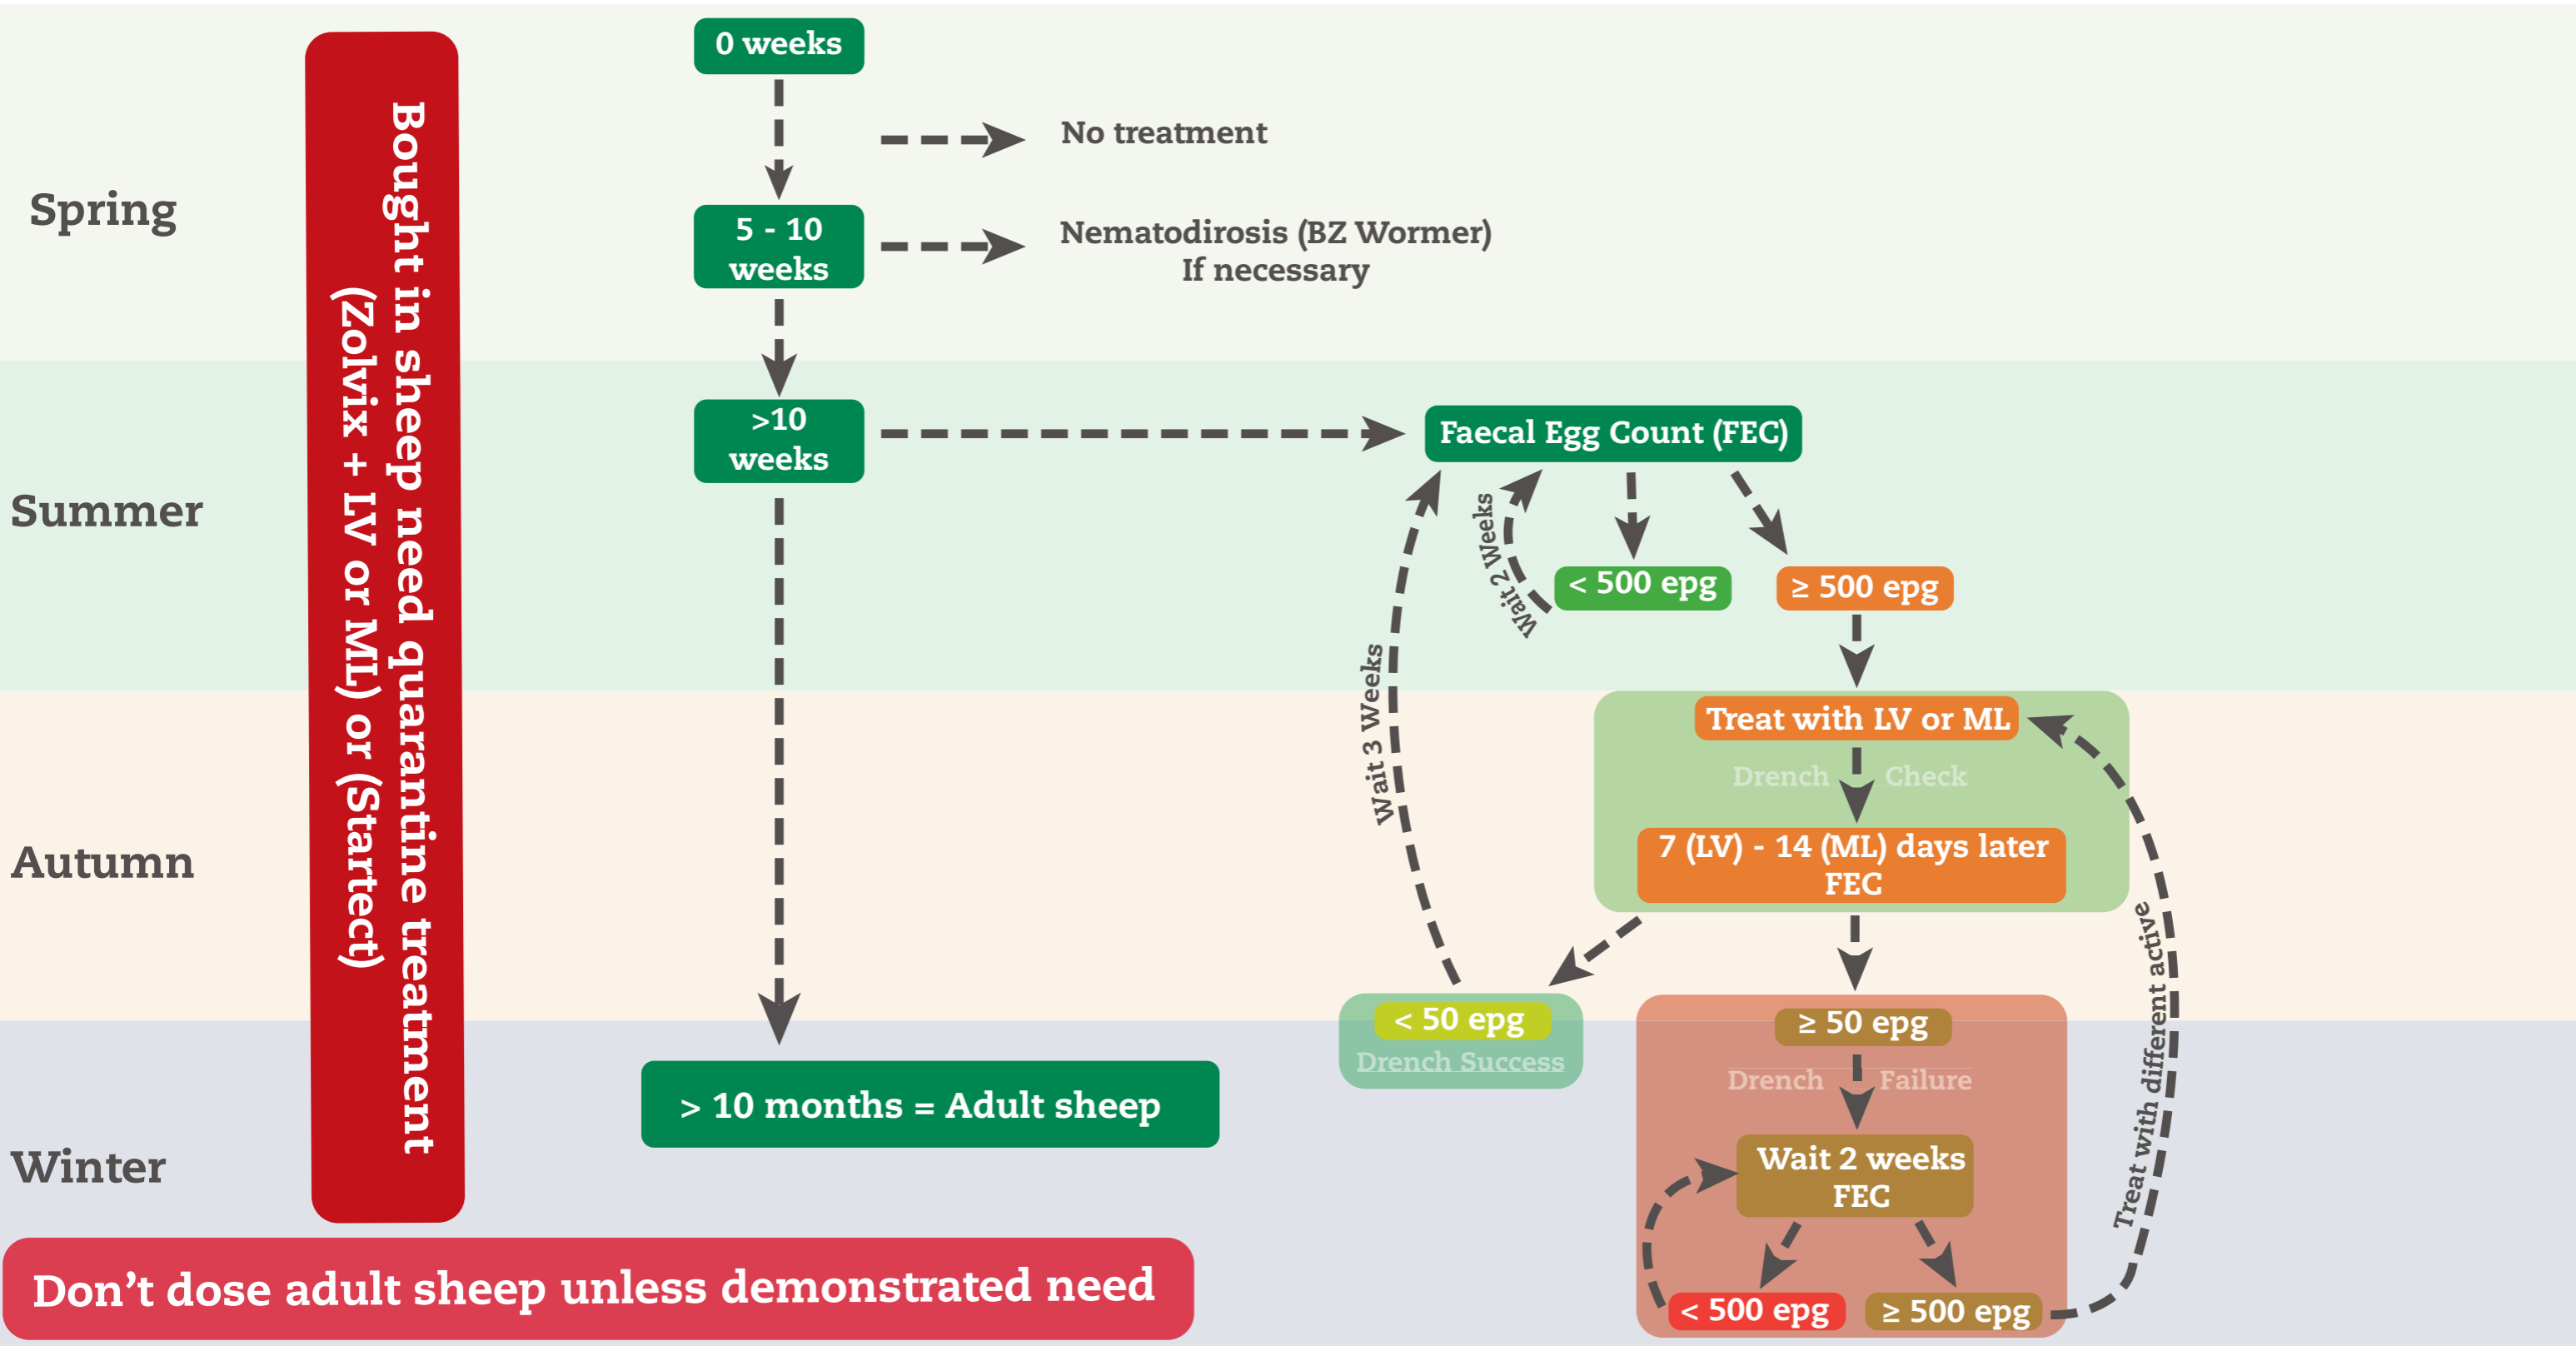 Spring
Summer
Autumn
Winter
Bought in sheep need quarantine treatment
(Zolvix + LV or ML) or (Startect)
0 weeks
No treatment
5 - 10
weeks
Nematodirosis (BZ Wormer)
If necessary
>10
weeks
Faecal Egg Count (FEC)
Wait 2 Weeks
< 500 epg
≥ 500 epg
Wait 3 Weeks
Treat with LV or ML
Drench Check
7 (LV) - 14 (ML) days later
FEC
< 50 epg
Drench Success
≥ 50 epg
Drench Failure
Wait 2 weeks
FEC
< 500 epg
≥ 500 epg
Treat with different active
> 10 months = Adult sheep
Don't dose adult sheep unless demonstrated need